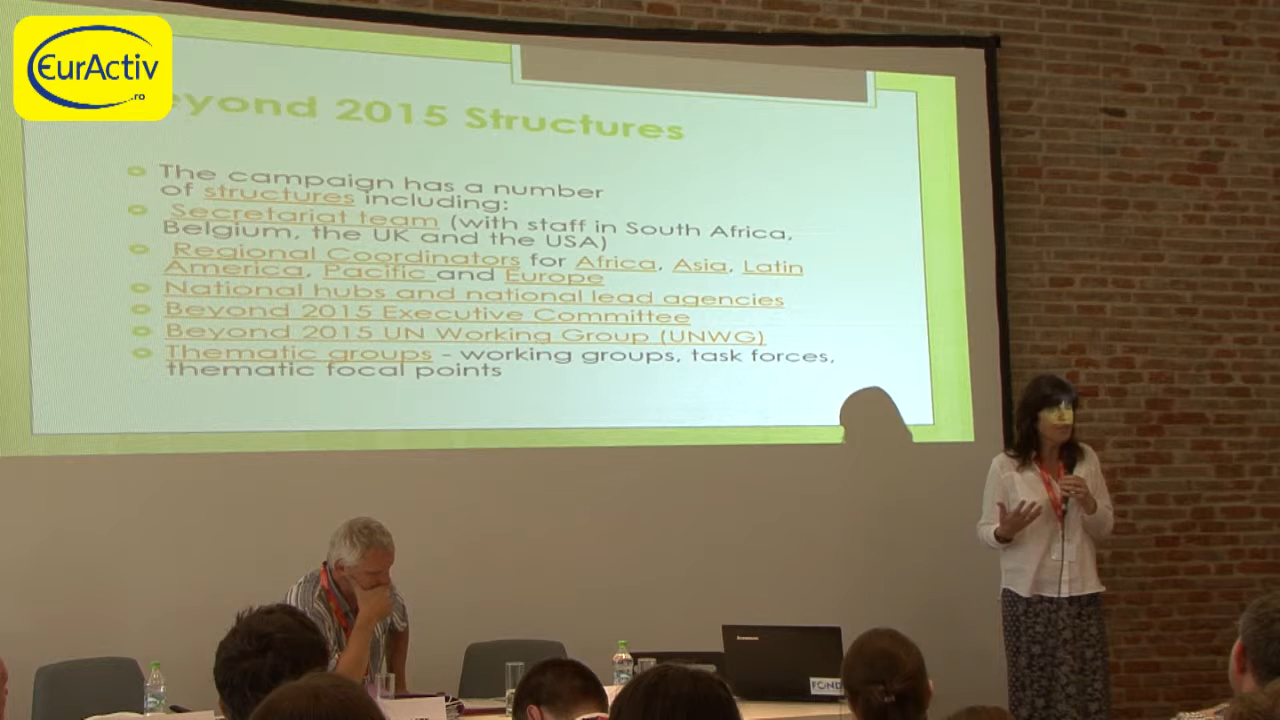 EurActiv
.ro
eyond 2015 Structures
The campaign has a number
of structures including:
Secretariat team (with staff in South Africa,
Belgium, the UK and the USA)
Regional Coordinators for Africa, Asia, Latin
America, Pacific and Europe
National hubs and national lead agencies
Beyond 2015 Executive Committee
Beyond 2015 UN Working Group (UNWG)
Thematic groups - working groups, task forces,
thematic focal points
lenovo
FOND